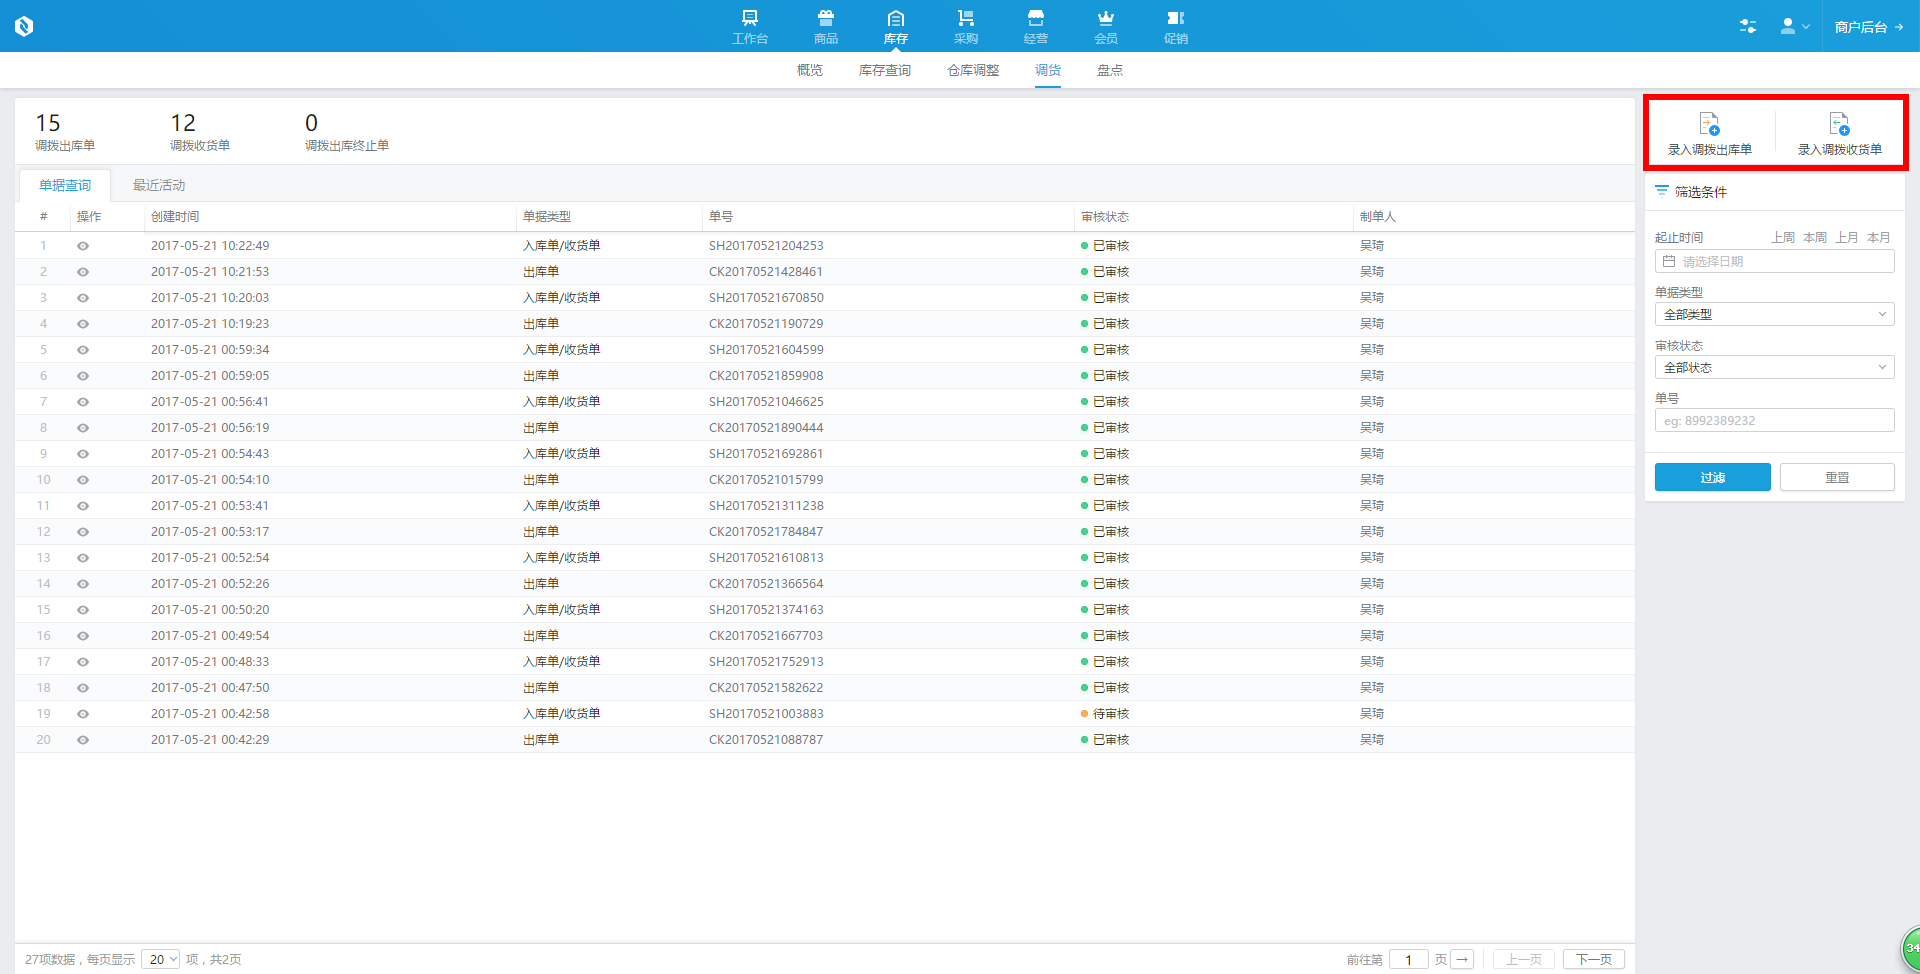 工作台 商品 库存 采购 经营 会员 促销 商户后台 →
概览 库存查询 仓库调整 调货 盘点
15 12 0
调拨出库单 调拨收货单 调拨出库终止单
录入调拨出库单 录入调拨收货单
单据查询 最近活动
# 操作 创建时间 单据类型 单号 审核状态 制单人
1 2017-05-21 10:22:49 入库单/收货单 SH20170521204253 已审核 吴琦
2 2017-05-21 10:21:53 出库单 CK20170521428461 已审核 吴琦
3 2017-05-21 10:20:03 入库单/收货单 SH20170521670850 已审核 吴琦
4 2017-05-21 10:19:23 出库单 CK20170521190729 已审核 吴琦
5 2017-05-21 00:59:34 入库单/收货单 SH20170521604599 已审核 吴琦
6 2017-05-21 00:59:05 出库单 CK20170521859908 已审核 吴琦
7 2017-05-21 00:56:41 入库单/收货单 SH20170521046625 已审核 吴琦
8 2017-05-21 00:56:19 出库单 CK20170521890444 已审核 吴琦
9 2017-05-21 00:54:43 入库单/收货单 SH20170521692861 已审核 吴琦
10 2017-05-21 00:54:10 出库单 CK20170521015799 已审核 吴琦
11 2017-05-21 00:53:41 入库单/收货单 SH20170521311238 已审核 吴琦
12 2017-05-21 00:53:17 出库单 CK20170521784847 已审核 吴琦
13 2017-05-21 00:52:54 入库单/收货单 SH20170521610813 已审核 吴琦
14 2017-05-21 00:52:26 出库单 CK20170521366564 已审核 吴琦
15 2017-05-21 00:50:20 入库单/收货单 SH20170521374163 已审核 吴琦
16 2017-05-21 00:49:54 出库单 CK20170521667703 已审核 吴琦
17 2017-05-21 00:48:33 入库单/收货单 SH20170521752913 已审核 吴琦
18 2017-05-21 00:47:50 出库单 CK20170521582622 已审核 吴琦
19 2017-05-21 00:42:58 入库单/收货单 SH20170521003883 待审核 吴琦
20 2017-05-21 00:42:29 出库单 CK20170521088787 已审核 吴琦
筛选条件
起止时间 上周 本周 上月 本月
请选择日期
单据类型
全部类型
审核状态
全部状态
单号
eg: 8992389232
过滤 重置
27项数据，每页显示 20 项，共2页 前往第 1 页 → 上一页 下一页
34